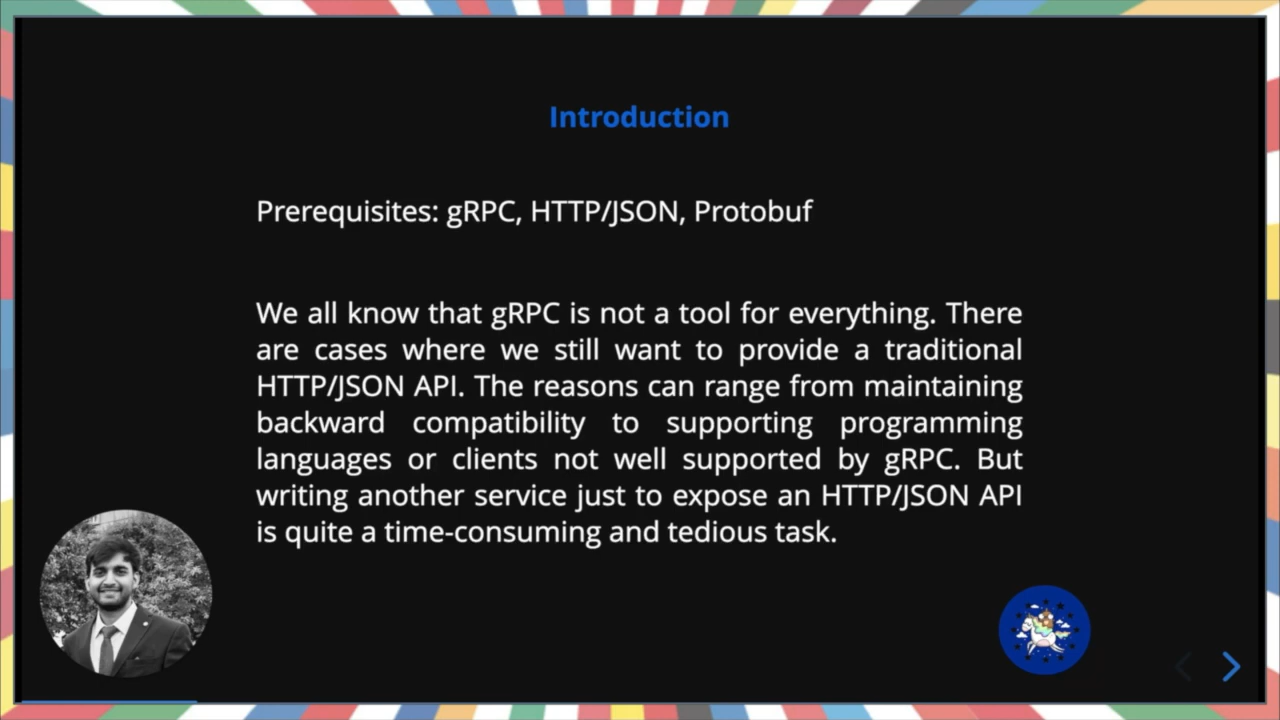 Introduction
Prerequisites: gRPC, HTTP/JSON, Protobuf
We all know that gRPC is not a tool for everything. There
are cases where we still want to provide a traditional
HTTP/JSON API. The reasons can range from maintaining
backward compatibility to supporting programming
languages or clients not well supported by gRPC. But
writing another service just to expose an HTTP/JSON API
is quite a time-consuming and tedious task.